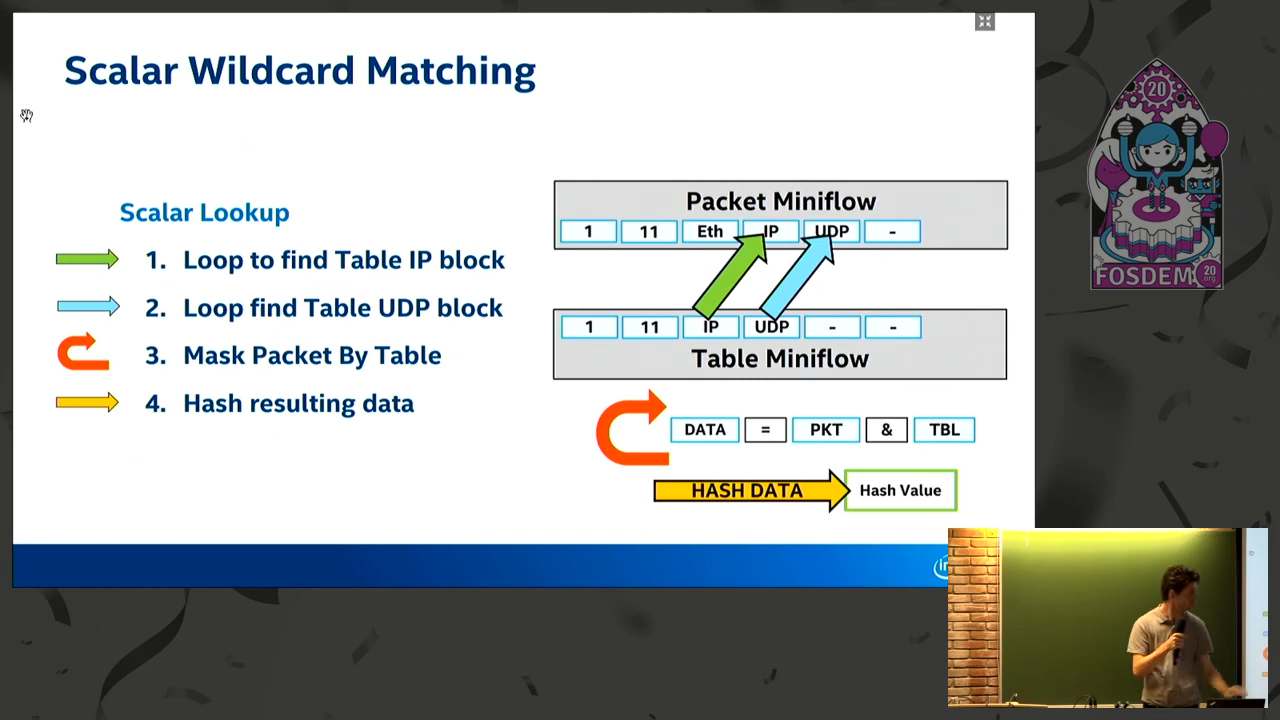 Scalar Wildcard Matching
Scalar Lookup
1. Loop to find Table IP block
2. Loop find Table UDP block
3. Mask Packet By Table
4. Hash resulting data
Packet Miniflow
1 11 Eth IP UDP -
1 11 IP UDP - -
Table Miniflow
DATA = PKT & TBL
HASH DATA Hash Value
20
FOSDEM 20
.org